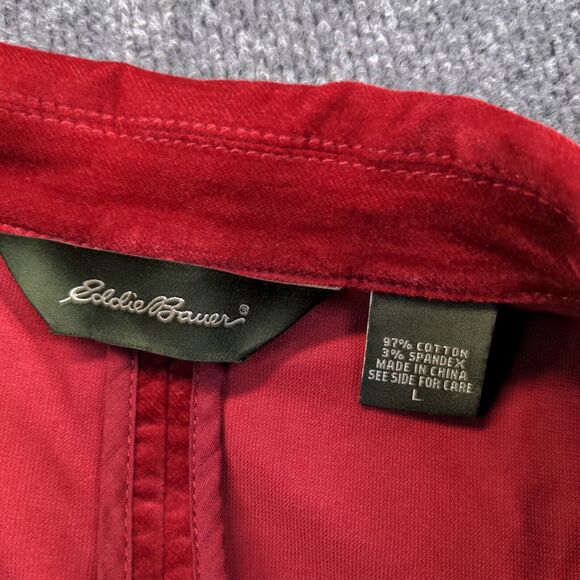 Eddie Bauer®
97% COTTON
3% SPANDEX
MADE IN CHINA
SEE SIDE FOR CARE
L